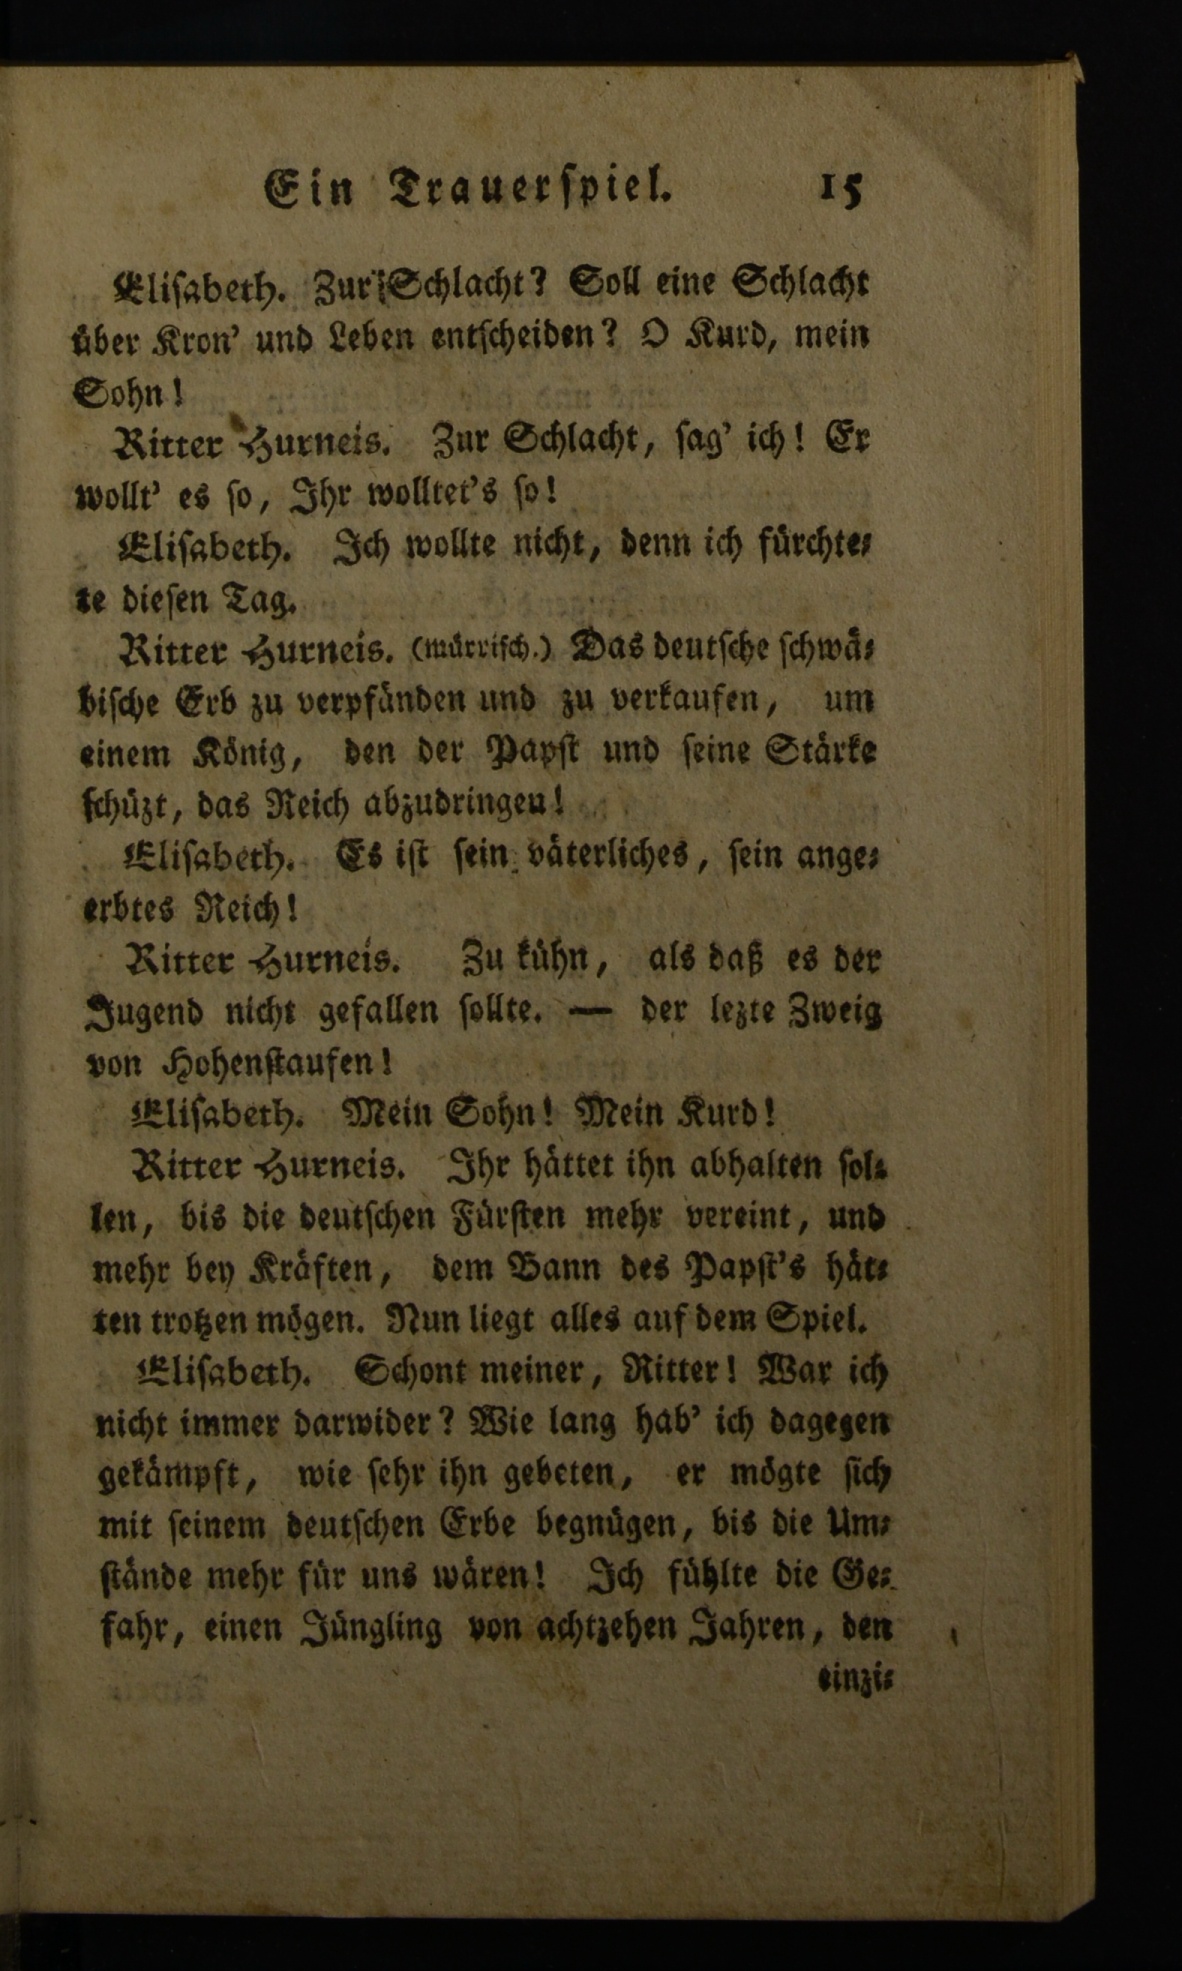 Ein Trauerſpiel. 15
Eliſabeth. Zur Schlacht? Soll eine Schlacht
über Kron’ und Leben entſcheiden? O Kurd, mein
Sohn!
Ritter Hurneis. Zur Schlacht, ſag’ ich! Er
wollt’ es ſo, Ihr wolltet’s ſo!
Eliſabeth. Ich wollte nicht, denn ich fürchte⸗
te dieſen Tag.
Ritter Hurneis. (mürriſch.) Das deutſche ſchwä⸗
biſche Erb zu verpfänden und zu verkaufen, um
einem König, den der Papſt und ſeine Stärke
ſchüzt, das Reich abzudringen!
Eliſabeth. Es iſt ſein väterliches, ſein ange⸗
erbtes Reich!
Ritter Hurneis. Zu kühn, als daß es der
Jugend nicht gefallen ſollte. — der lezte Zweig
von Hohenſtaufen!
Eliſabeth. Mein Sohn! Mein Kurd!
Ritter Hurneis. Ihr hättet ihn abhalten ſol⸗
len, bis die deutſchen Fürſten mehr vereint, und
mehr bey Kräften, dem Bann des Papſt’s hät⸗
ten trotzen mögen. Nun liegt alles auf dem Spiel.
Eliſabeth. Schont meiner, Ritter! War ich
nicht immer darwider? Wie lang hab’ ich dagegen
gekämpft, wie ſehr ihn gebeten, er mögte ſich
mit ſeinem deutſchen Erbe begnügen, bis die Um⸗
ſtände mehr für uns wären! Ich fühlte die Ge⸗
fahr, einen Jüngling von achtzehen Jahren, den
einzi⸗